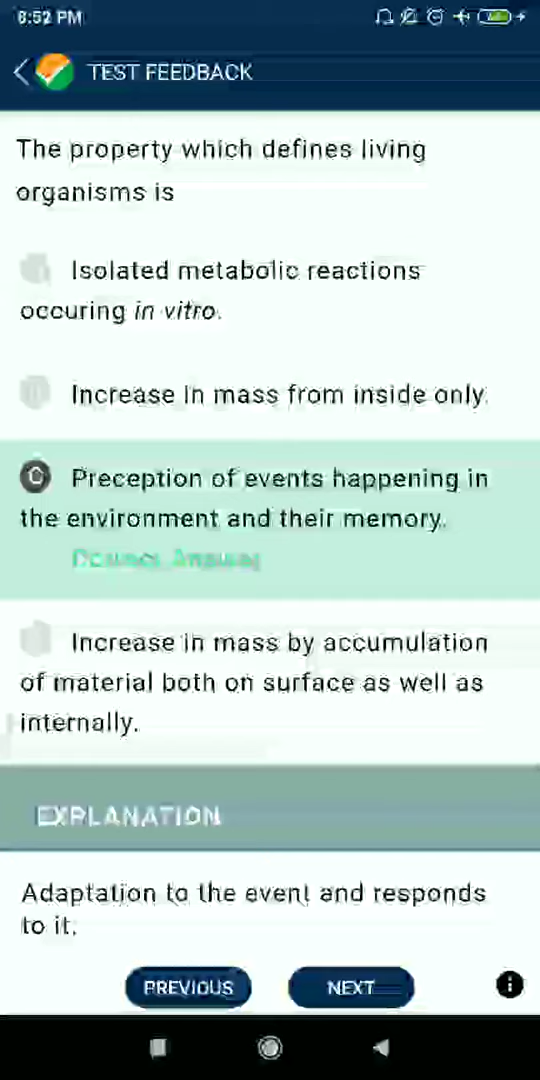 8:52 PM
TEST FEEDBACK
The property which defines living
organisms is
Isolated metabolic reactions
occuring in vitro.
Increase in mass from inside only.
Preception of events happening in
the environment and their memory.
Correct Answer
Increase in mass by accumulation
of material both on surface as well as
internally.
EXPLANATION
Adaptation to the event and responds
to it.
PREVIOUS
NEXT